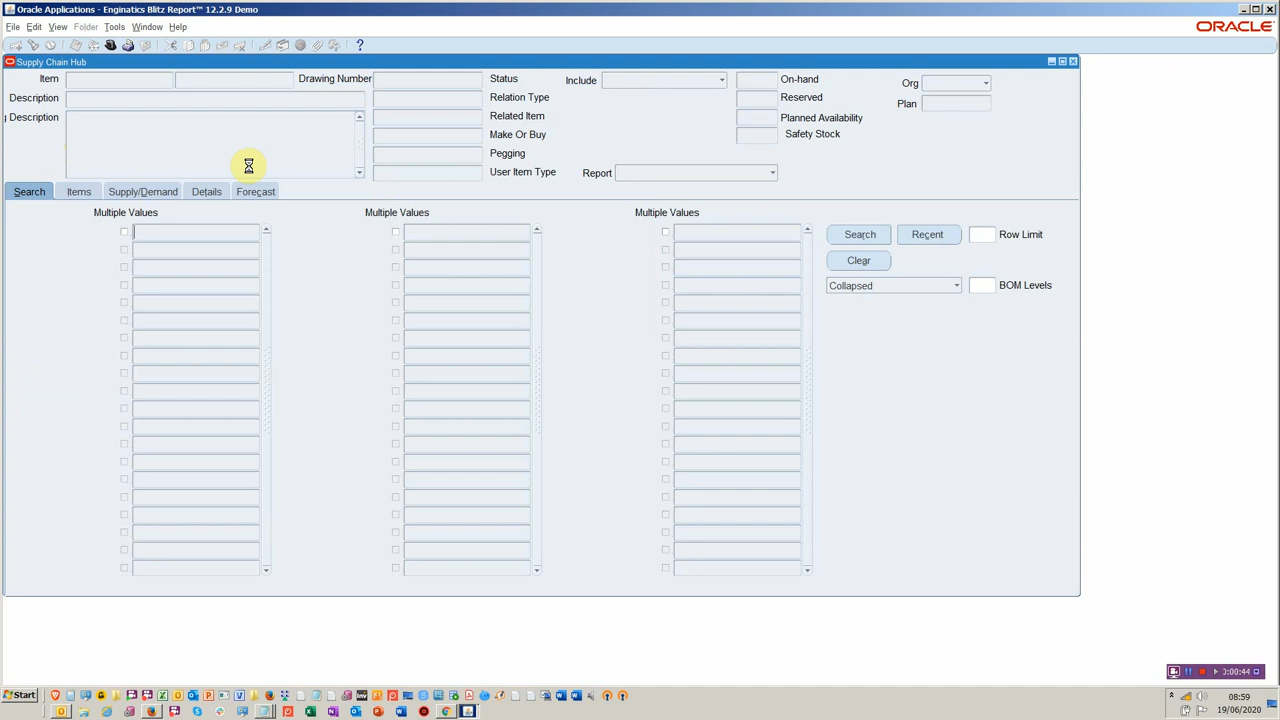 Oracle Applications - Enginatics Blitz Report™ 12.2.9 Demo
File Edit View Folder Tools Window Help
ORACLE
Supply Chain Hub
Item Drawing Number Status Include On-hand Org
Description Relation Type Reserved Plan
g Description Related Item Planned Availability
Make Or Buy Safety Stock
Pegging
User Item Type Report
Search Items Supply/Demand Details Forecast
Multiple Values Multiple Values Multiple Values
Search Recent Row Limit
Clear
Collapsed BOM Levels
0:00:44
Start
08:59
19/06/2020